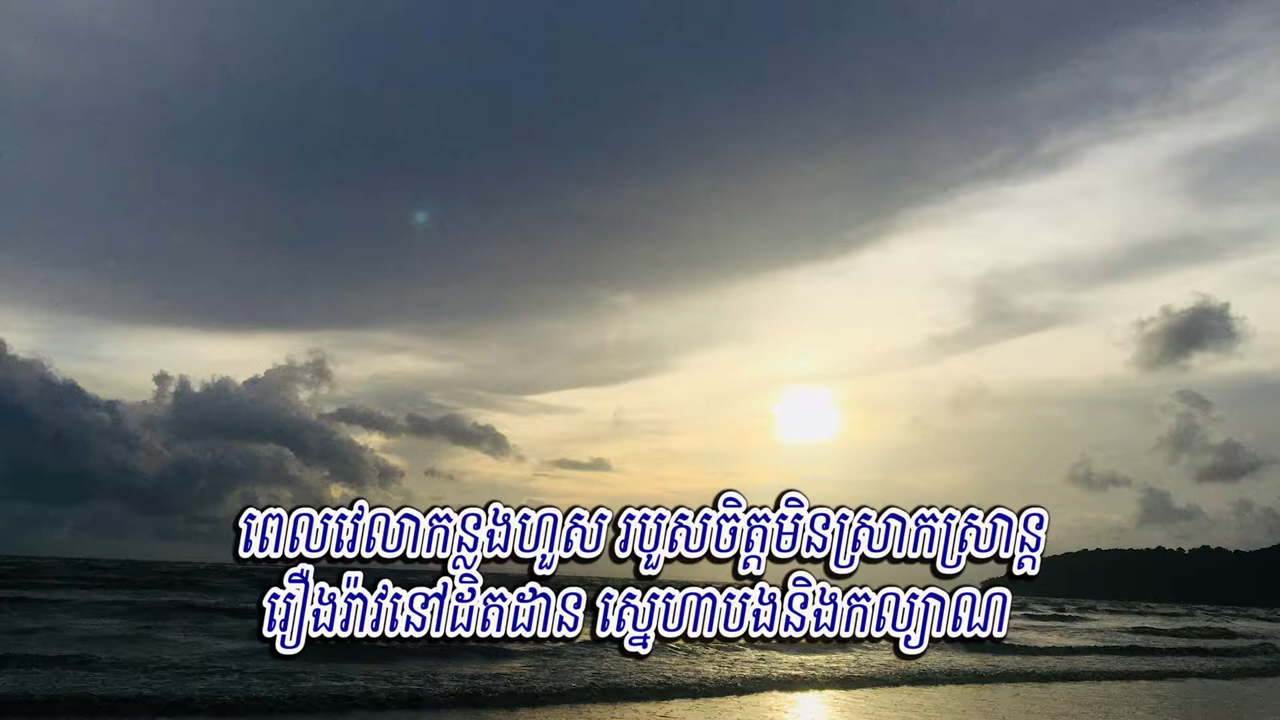 ពេលវេលាកន្លងហួស របួសចិត្តមិនស្រាកស្រាន្ត
រឿងរ៉ាវនៅដិតដាន ស្នេហាបងនិងកល្យាណ